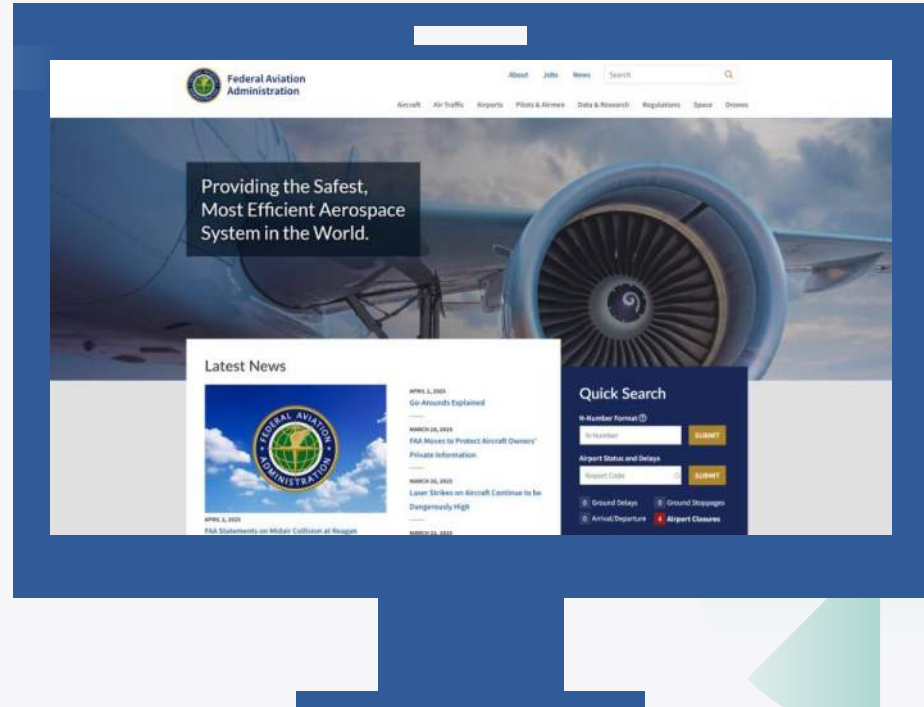 Federal Aviation
Administration
About Jobs News Search
Aircraft Air Traffic Airports Pilots & Airmen Data & Research Regulations Space Drones
Providing the Safest,
Most Efficient Aerospace
System in the World.
Latest News
FEDERAL AVIATION
ADMINISTRATION
APRIL 2, 2025
FAA Statements on Midair Collision at Reagan
APRIL 1, 2025
Go-Arounds Explained
MARCH 28, 2025
FAA Moves to Protect Aircraft Owners'
Private Information
MARCH 26, 2025
Laser Strikes on Aircraft Continue to be
Dangerously High
Quick Search
N-Number Format
N-Number SUBMIT
Airport Status and Delays
Airport Code SUBMIT
0 Ground Delays 0 Ground Stoppages
0 Arrival/Departure 4 Airport Closures